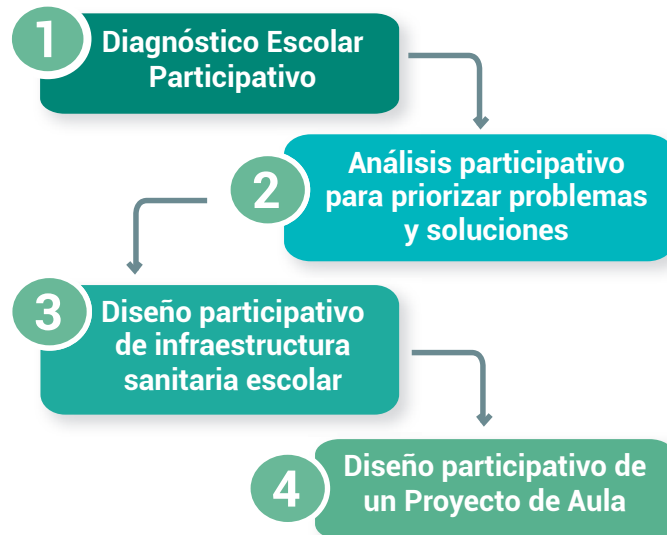 1
Diagnóstico Escolar
Participativo
2
Análisis participativo
para priorizar problemas
y soluciones
3
Diseño participativo
de infraestructura
sanitaria escolar
4
Diseño participativo de
un Proyecto de Aula